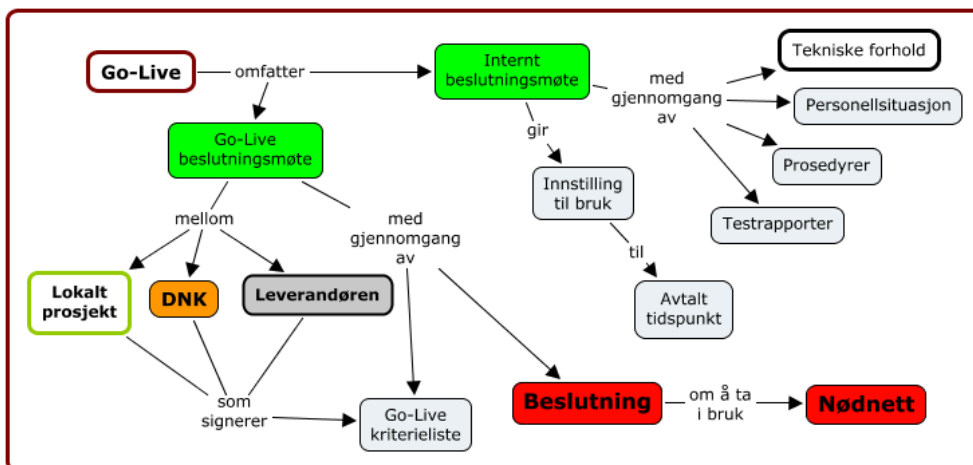 Go-Live
omfatter
Internt
beslutningsmøte
med
gjennomgang
av
Tekniske forhold
Personellsituasjon
Prosedyrer
Testrapporter
gir
Innstilling
til bruk
til
Avtalt
tidspunkt
Go-Live
beslutningsmøte
mellom
Lokalt
prosjekt
DNK
Leverandøren
som
signerer
med
gjennomgang
av
Go-Live
kriterieliste
Beslutning
om å ta
i bruk
Nødnett